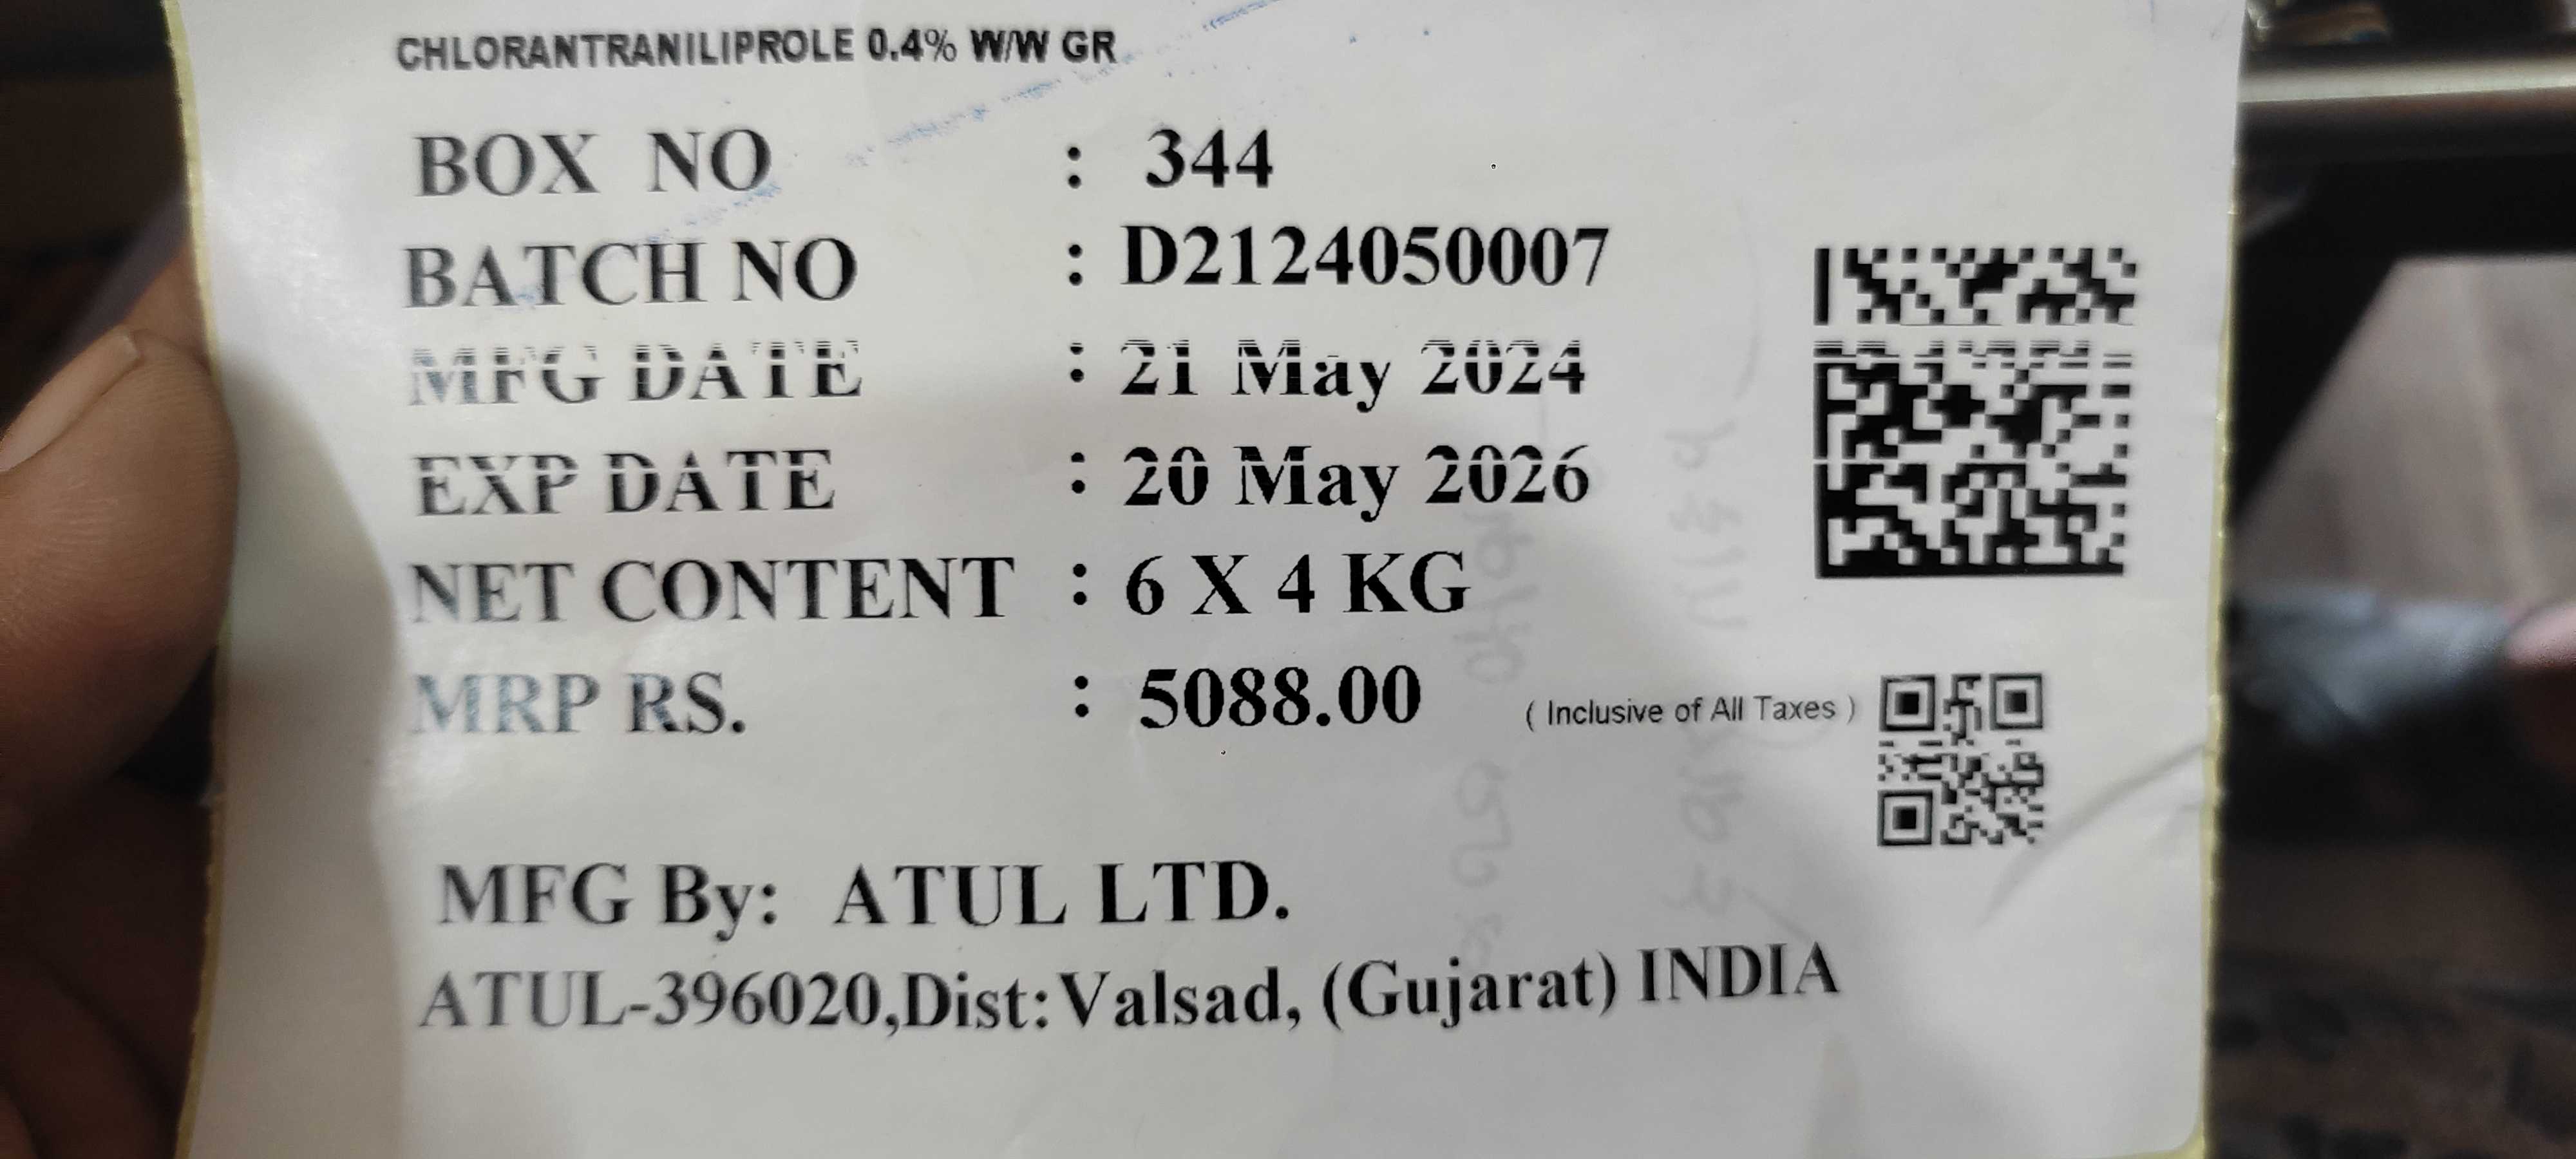 CHLORANTRANILIPROLE 0.4% W/W GR
BOX NO : 344
BATCH NO : D2124050007
MFG DATE : 21 May 2024
EXP DATE : 20 May 2026
NET CONTENT : 6 X 4 KG
MRP RS. : 5088.00 ( Inclusive of All Taxes )
MFG By: ATUL LTD.
ATUL-396020,Dist:Valsad, (Gujarat) INDIA